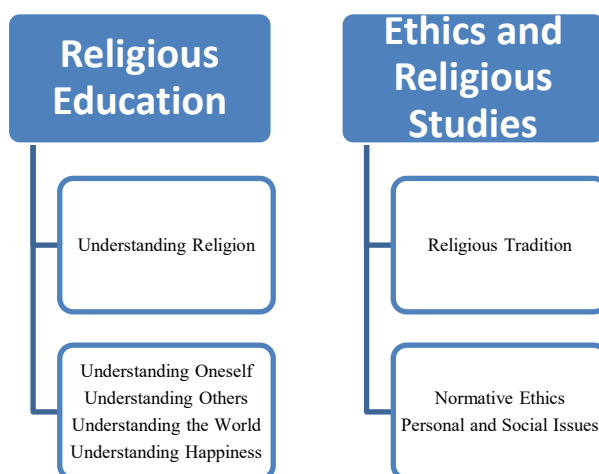 Religious
Education
Understanding Religion
Understanding Oneself
Understanding Others
Understanding the World
Understanding Happiness
Ethics and
Religious
Studies
Religious Tradition
Normative Ethics
Personal and Social Issues